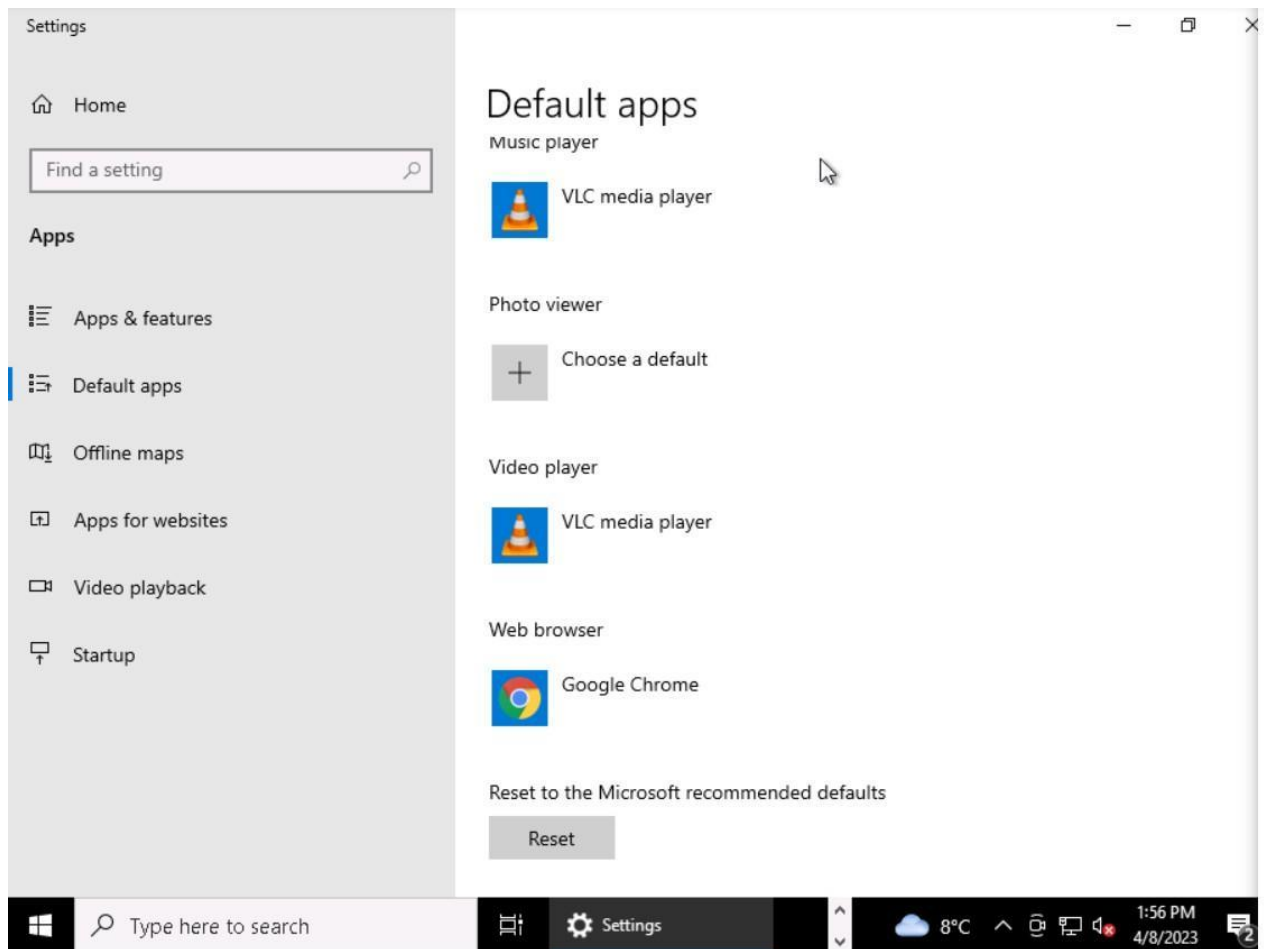 Settings
Home
Find a setting
Apps
Apps & features
Default apps
Offline maps
Apps for websites
Video playback
Startup
Default apps
Music player
VLC media player
Photo viewer
Choose a default
Video player
VLC media player
Web browser
Google Chrome
Reset to the Microsoft recommended defaults
Reset
Type here to search
Settings
8°C
1:56 PM
4/8/2023
2